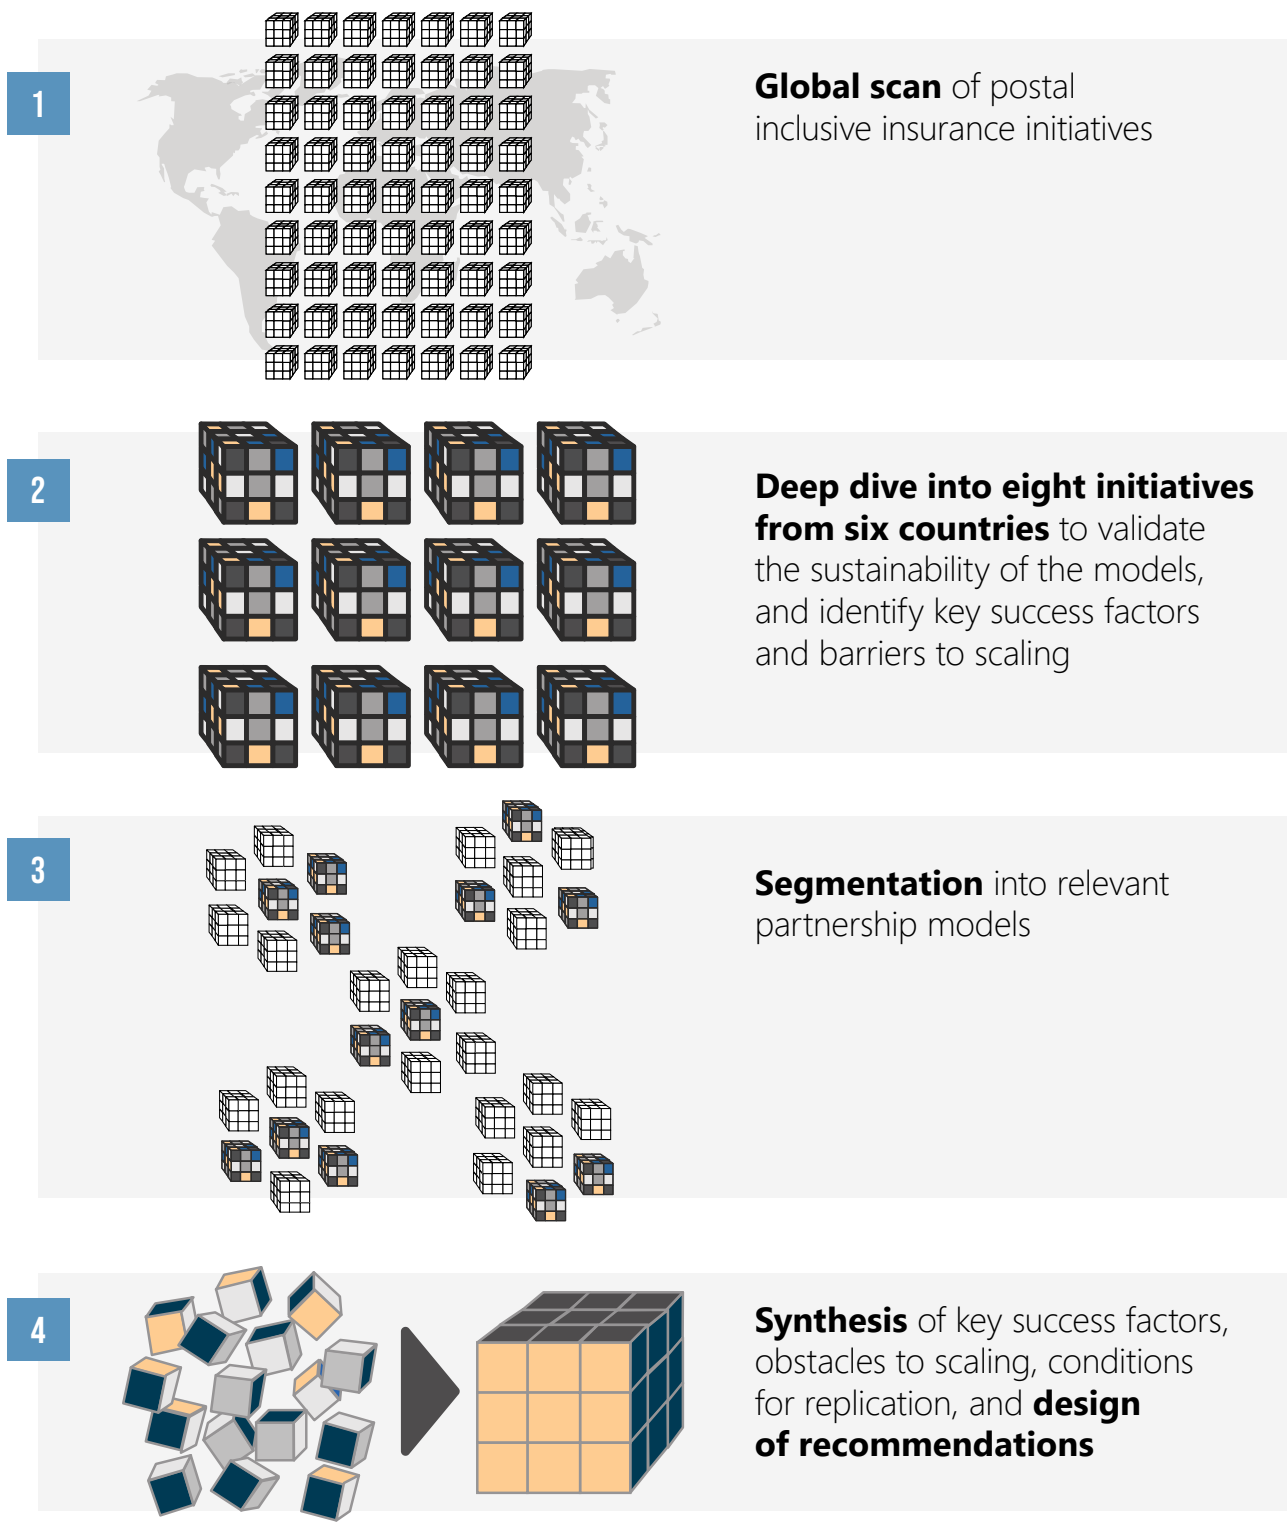 1
Global scan of postal
inclusive insurance initiatives
2
Deep dive into eight initiatives
from six countries to validate
the sustainability of the models,
and identify key success factors
and barriers to scaling
3
Segmentation into relevant
partnership models
4
Synthesis of key success factors,
obstacles to scaling, conditions
for replication, and design
of recommendations